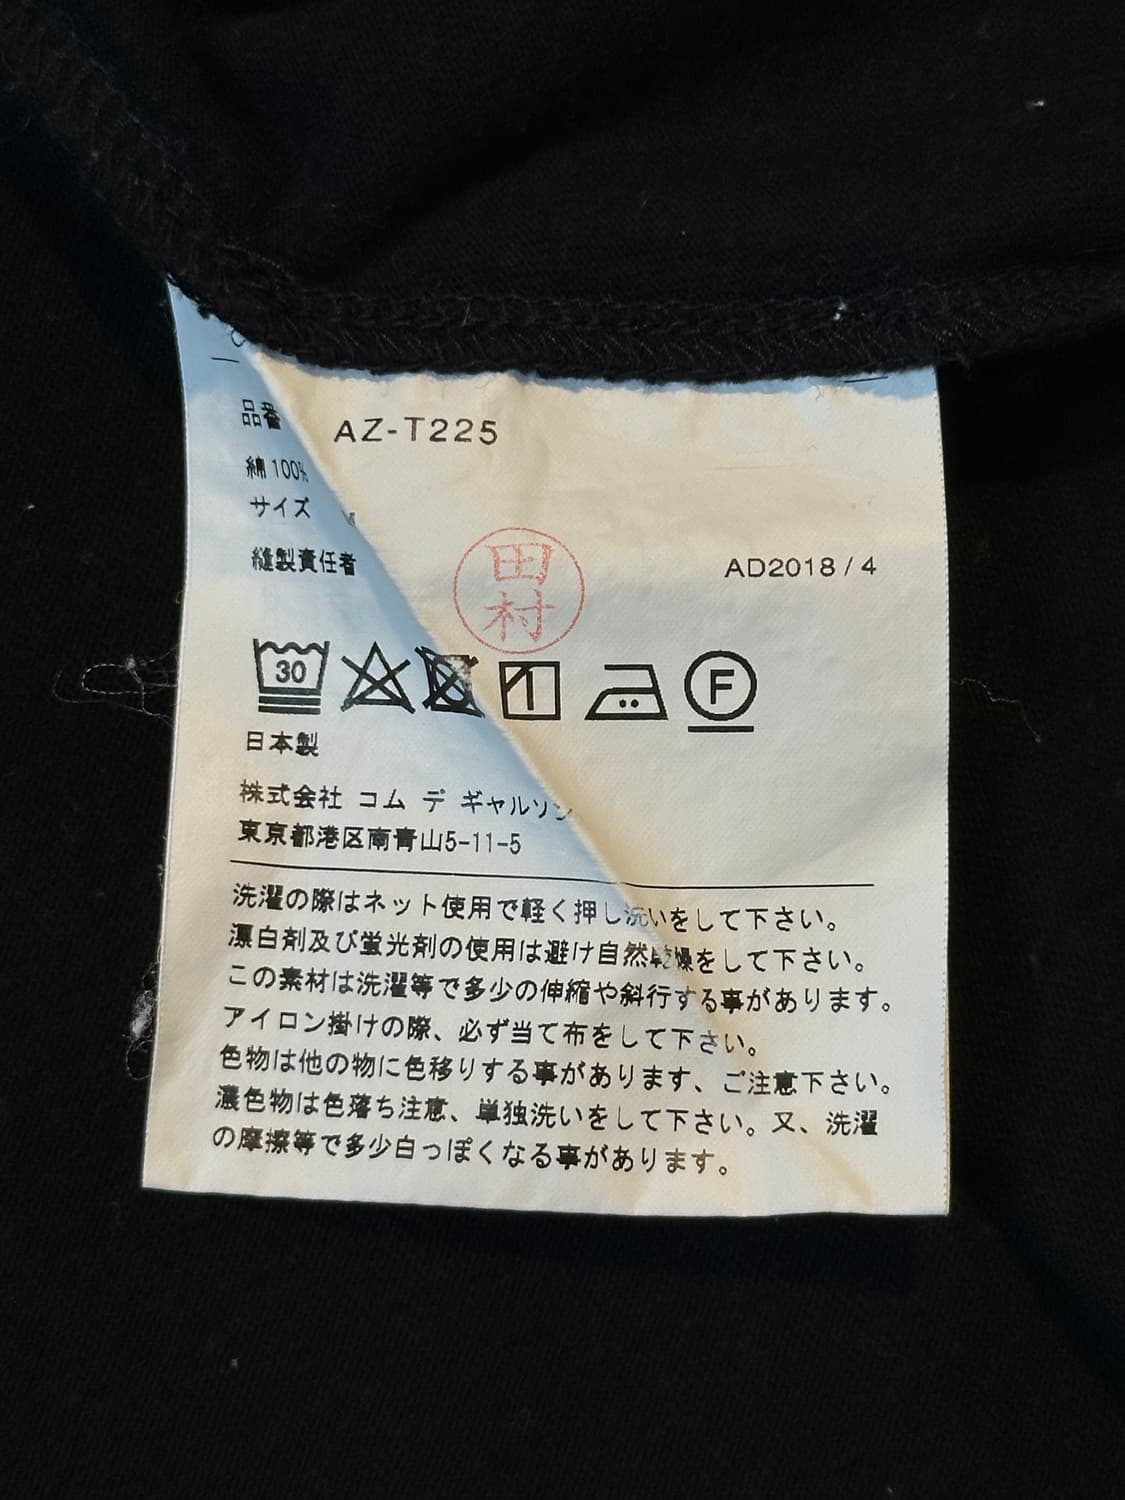 品番 AZ-T225
綿 100%
サイズ
縫製責任者 田村 AD2018 / 4
30 1 F
日本製
株式会社 コム デ ギャルソン
東京都港区南青山5-11-5
洗濯の際はネット使用で軽く押し洗いをして下さい。
漂白剤及び蛍光剤の使用は避け自然乾燥をして下さい。
この素材は洗濯等で多少の伸縮や斜行する事があります。
アイロン掛けの際、必ず当て布をして下さい。
色物は他の物に色移りする事があります、ご注意下さい。
濃色物は色落ち注意、単独洗いをして下さい。又、洗濯
の摩擦等で多少白っぽくなる事があります。